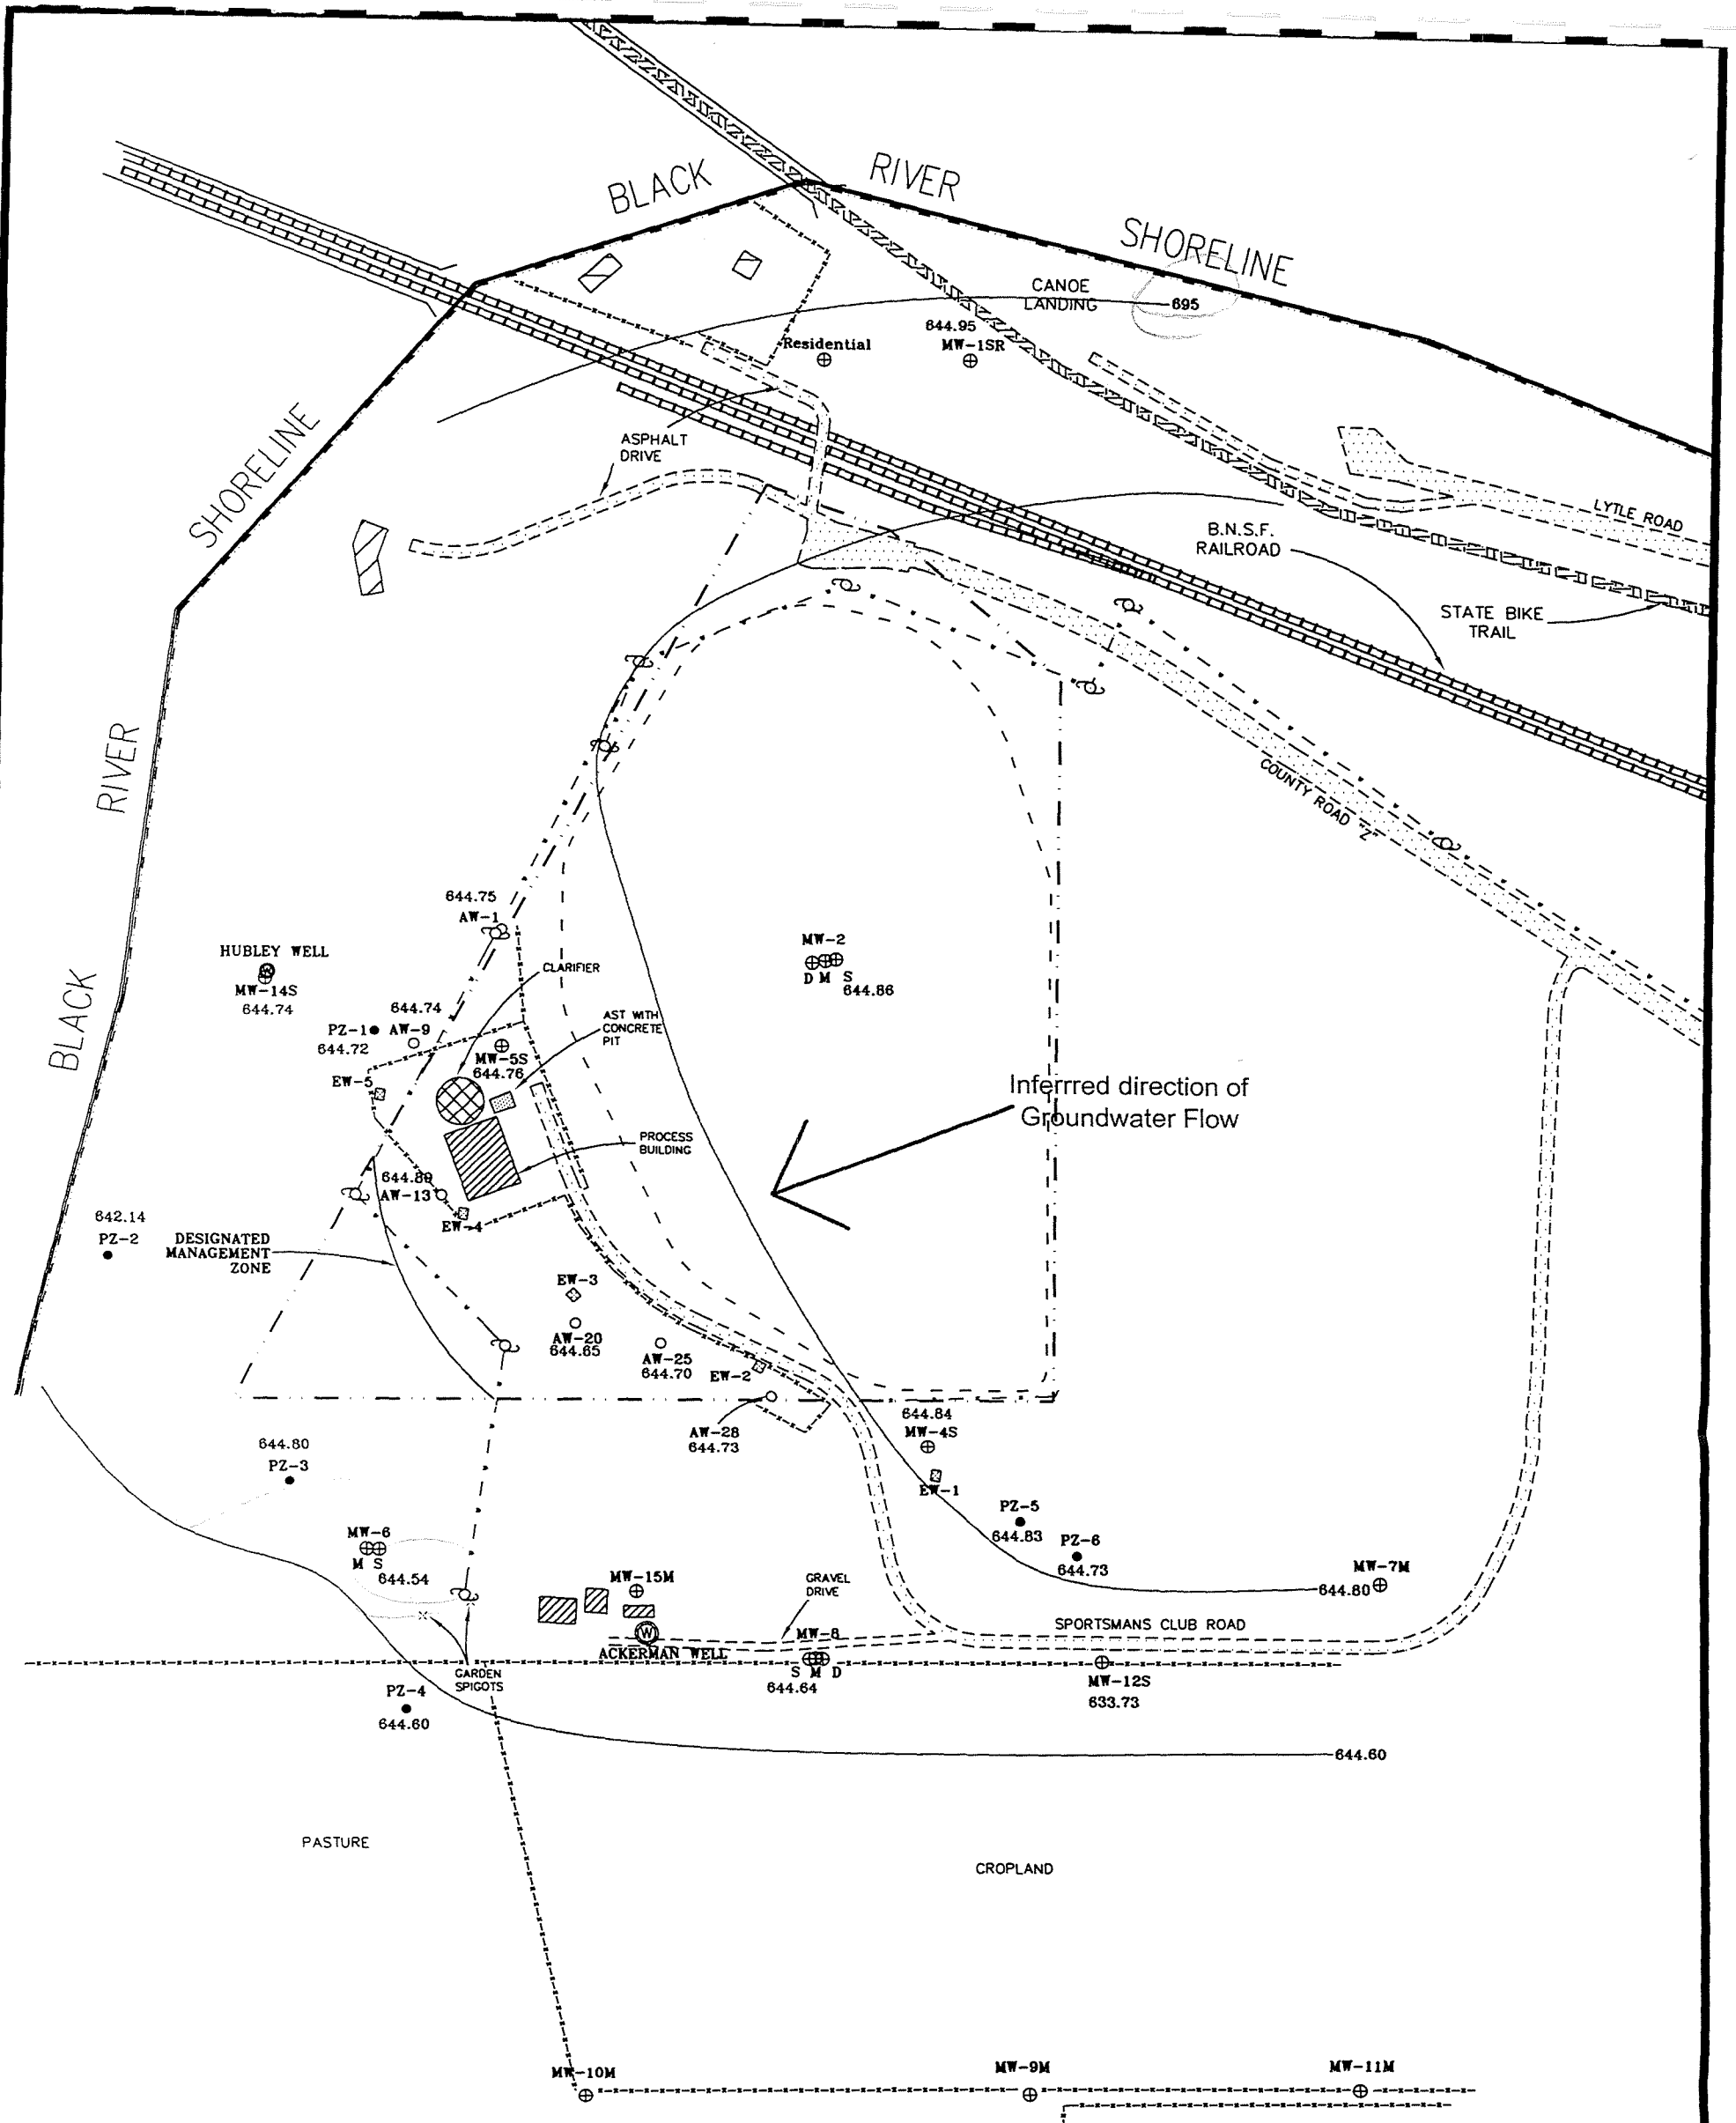 BLACK
RIVER
SHORELINE
CANOE
LANDING
695
644.95
MW-1SR
Residential
SHORELINE
ASPHALT
DRIVE
LYTLE ROAD
B.N.S.F.
RAILROAD
STATE BIKE
TRAIL
RIVER
COUNTY ROAD "Z"
644.75
AW-1
HUBLEY WELL
W
MW-14S
644.74
CLARIFIER
MW-2
D M S
644.86
BLACK
644.74
PZ-1 AW-9
644.72
AST WITH
CONCRETE
PIT
MW-5S
644.76
EW-5
Inferrred direction of
Groundwater Flow
PROCESS
BUILDING
644.80
AW-13
EW-4
642.14
PZ-2
DESIGNATED
MANAGEMENT
ZONE
EW-3
AW-20
644.65
AW-25
644.70
EW-2
AW-28
644.73
644.84
MW-4S
EW-1
644.80
PZ-3
PZ-5
644.83
PZ-6
644.73
MW-6
M S
644.54
MW-7M
644.80
MW-15M
GRAVEL
DRIVE
SPORTSMANS CLUB ROAD
W
ACKERMAN WELL
MW-8
S M D
644.64
MW-12S
633.73
GARDEN
SPIGOTS
PZ-4
644.60
644.60
PASTURE
CROPLAND
MW-10M
MW-9M
MW-11M